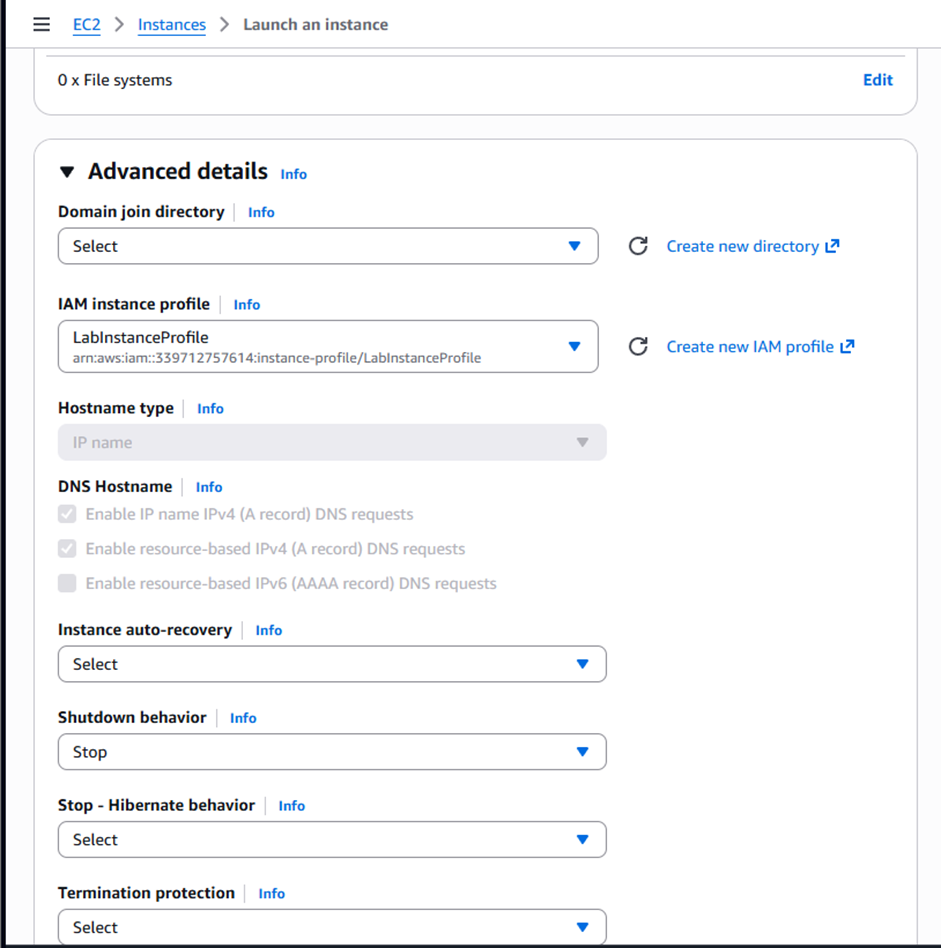 EC2 > Instances > Launch an instance
0 x File systems Edit
Advanced details Info
Domain join directory Info
Select Create new directory
IAM instance profile Info
LabInstanceProfile
arn:aws:iam::339712757614:instance-profile/LabInstanceProfile Create new IAM profile
Hostname type Info
IP name
DNS Hostname Info
Enable IP name IPv4 (A record) DNS requests
Enable resource-based IPv4 (A record) DNS requests
Enable resource-based IPv6 (AAAA record) DNS requests
Instance auto-recovery Info
Select
Shutdown behavior Info
Stop
Stop - Hibernate behavior Info
Select
Termination protection Info
Select